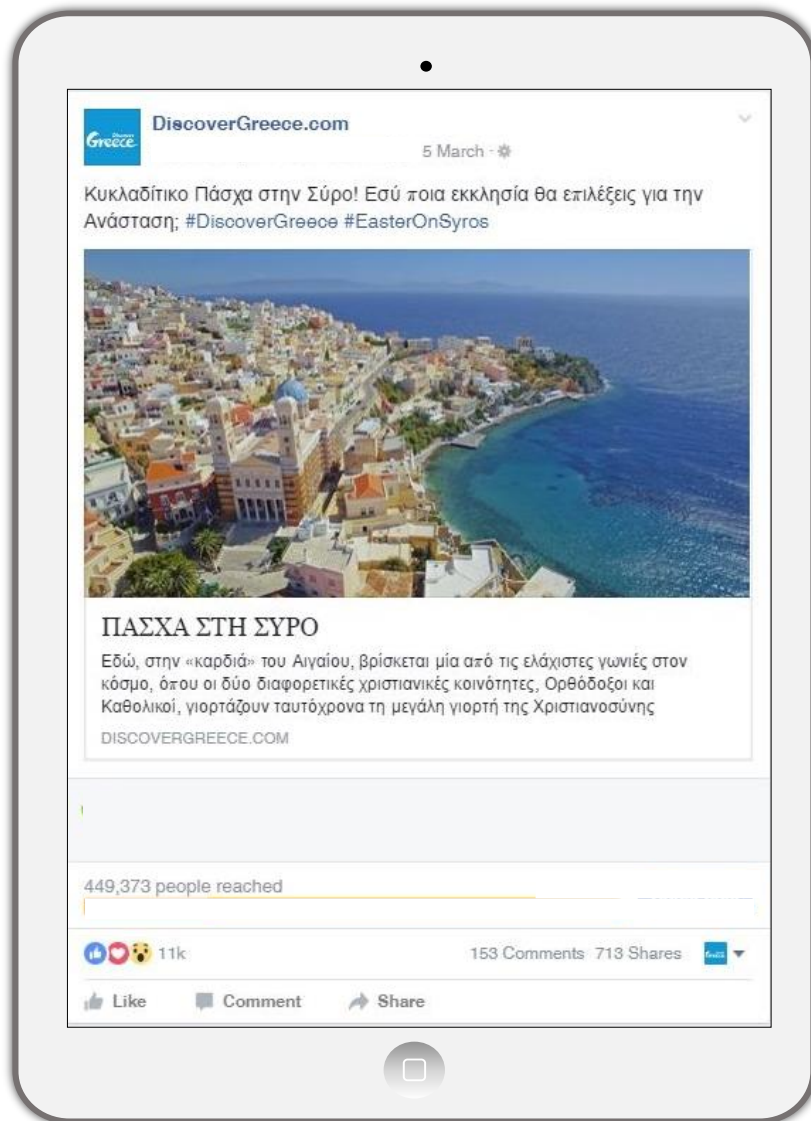 Discover
Greece
DiscoverGreece.com
5 March ·
Κυκλαδίτικο Πάσχα στην Σύρο! Εσύ ποια εκκλησία θα επιλέξεις για την
Ανάσταση; #DiscoverGreece #EasterOnSyros
ΠΑΣΧΑ ΣΤΗ ΣΥΡΟ
Εδώ, στην «καρδιά» του Αιγαίου, βρίσκεται μία από τις ελάχιστες γωνιές στον
κόσμο, όπου οι δύο διαφορετικές χριστιανικές κοινότητες, Ορθόδοξοι και
Καθολικοί, γιορτάζουν ταυτόχρονα τη μεγάλη γιορτή της Χριστιανοσύνης
DISCOVERGREECE.COM
449,373 people reached
11k 153 Comments 713 Shares
Like Comment Share